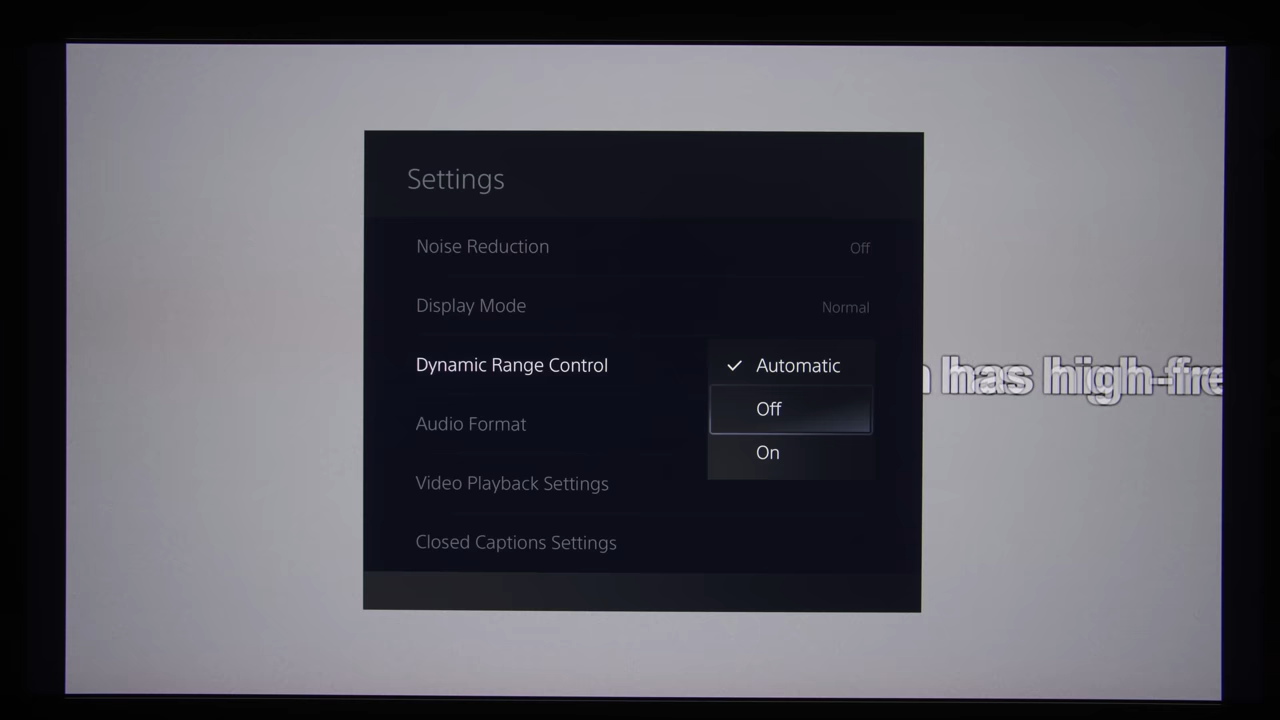 Settings
Noise Reduction Off
Display Mode Normal
Dynamic Range Control Automatic
Off
On
Audio Format
Video Playback Settings
Closed Captions Settings
has high-fre